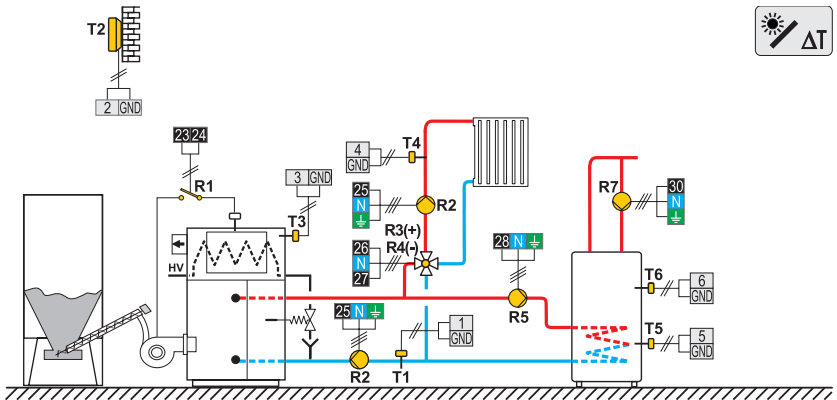 T2
2 GND
ΔT
23 24
R1
3 GND
T3
4
GND
T4
25
N
R2
R3(+)
R4(-)
26
N
27
HV
28 N
R5
R7
30
N
T6
6
GND
T5
5
GND
25 N
R2
1
GND
T1